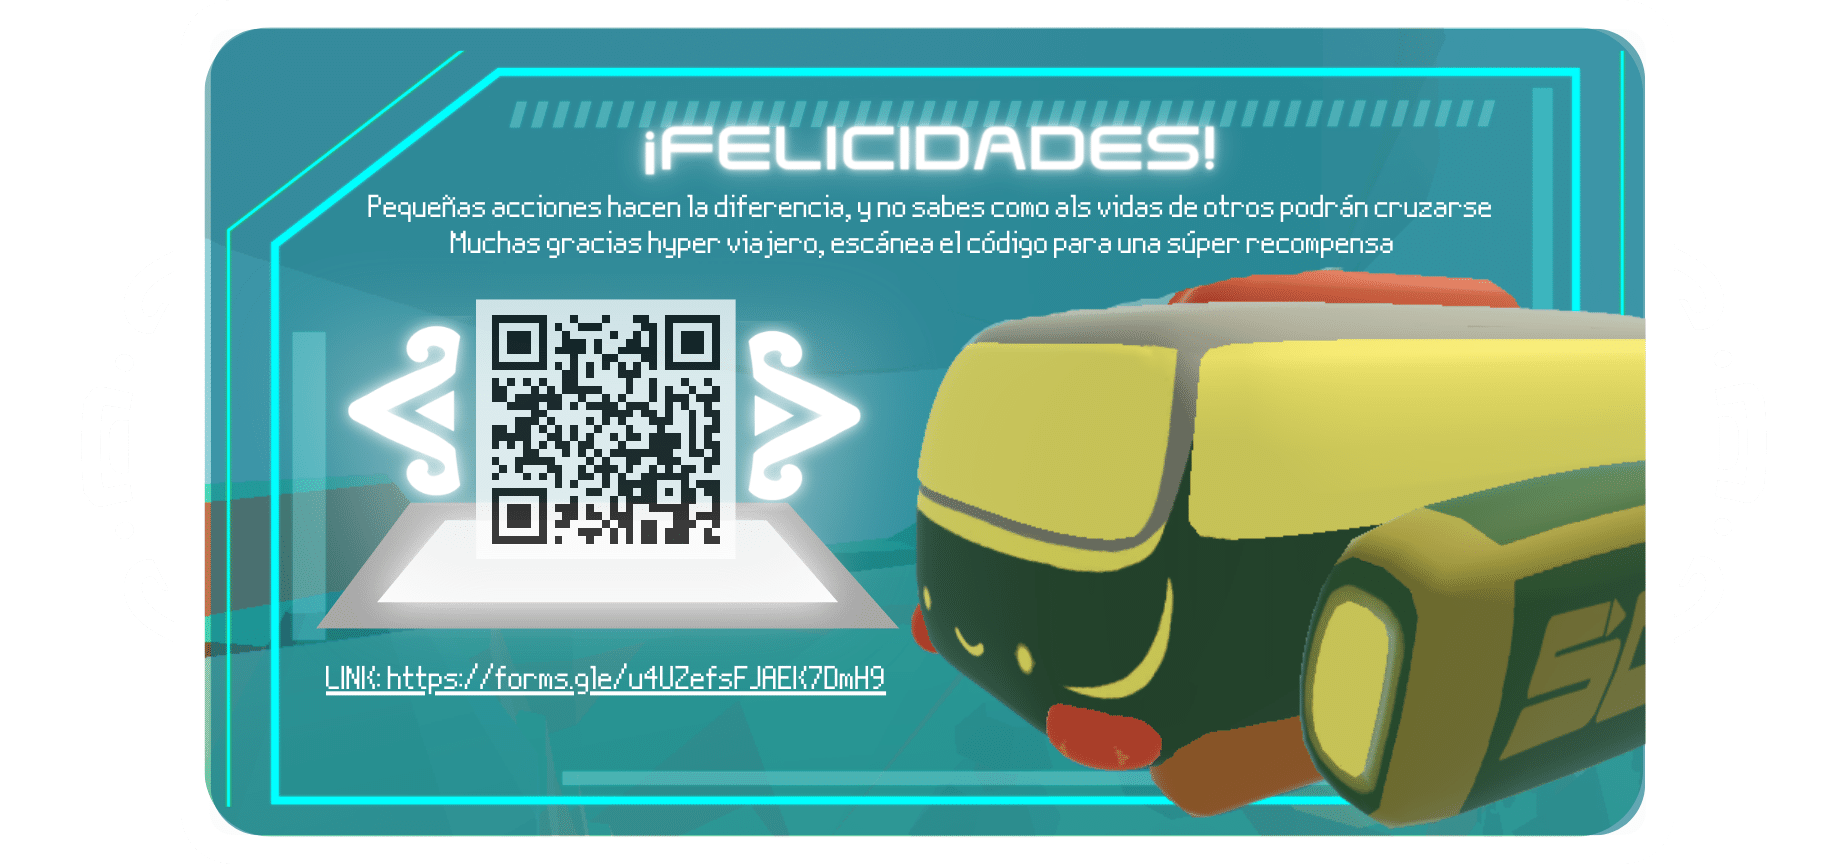 ¡FELICIDADES!
Pequeñas acciones hacen la diferencia, y no sabes como als vidas de otros podrán cruzarse
Muchas gracias hyper viajero, escánea el código para una súper recompensa
LINK: https://forms.gle/u4UZefsFJAEK7DmH9